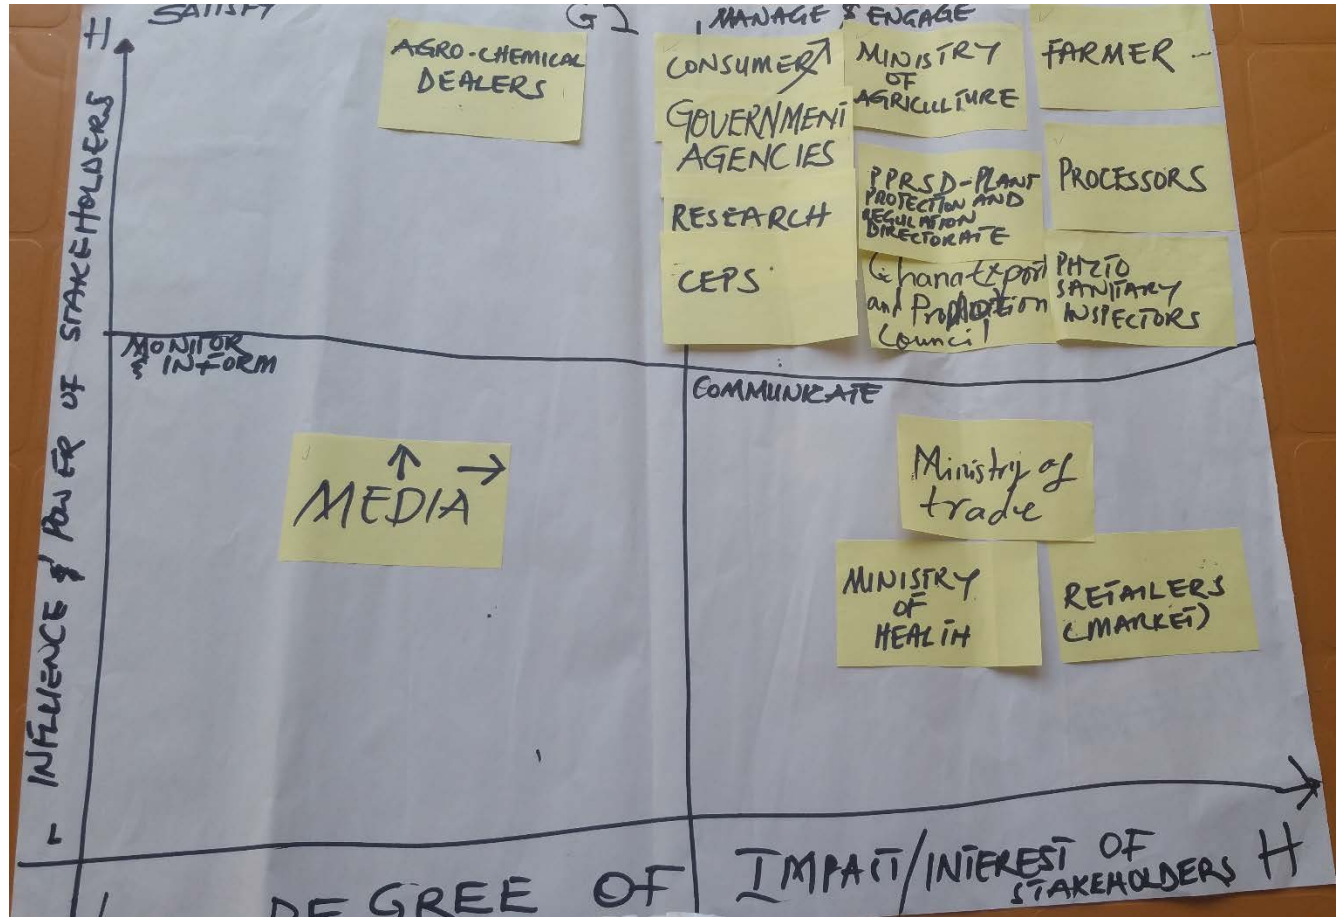 SATISFY
G2
MANAGE & ENGAGE
H
INFLUENCE & POWER OF STAKEHOLDERS
L
AGRO-CHEMICAL
DEALERS
CONSUMER
GOVERNMENT
AGENCIES
RESEARCH
CEPS
MINISTRY
OF
AGRICULTURE
PPRSD-PLANT
PROTECTION AND
REGULATION
DIRECTORATE
Ghana Export
and Promotion
Council
FARMER
PROCESSORS
PHYTO
SANITARY
INSPECTORS
MONITOR
& INFORM
MEDIA
COMMUNICATE
Ministry of
trade
MINISTRY
OF
HEALTH
RETAILERS
(MARKET)
L
DEGREE OF IMPACT/INTEREST OF
STAKEHOLDERS H